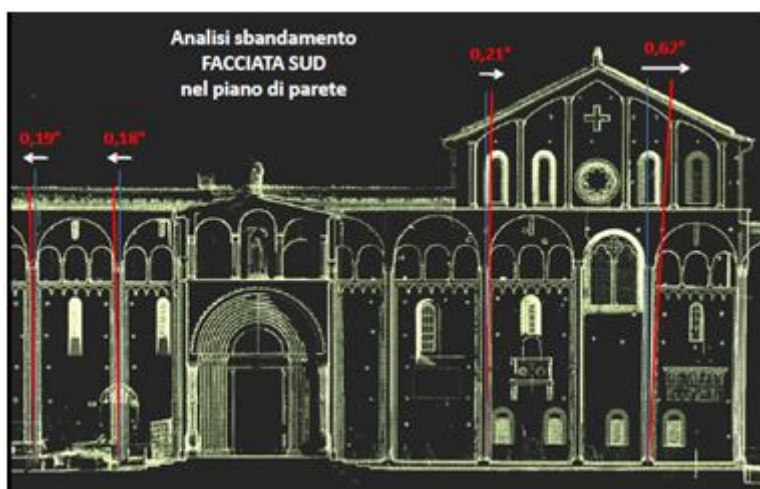 Analisi sbandamento
FACCIATA SUD
nel piano di parete
0,19°
0,18°
0,21°
0,62°